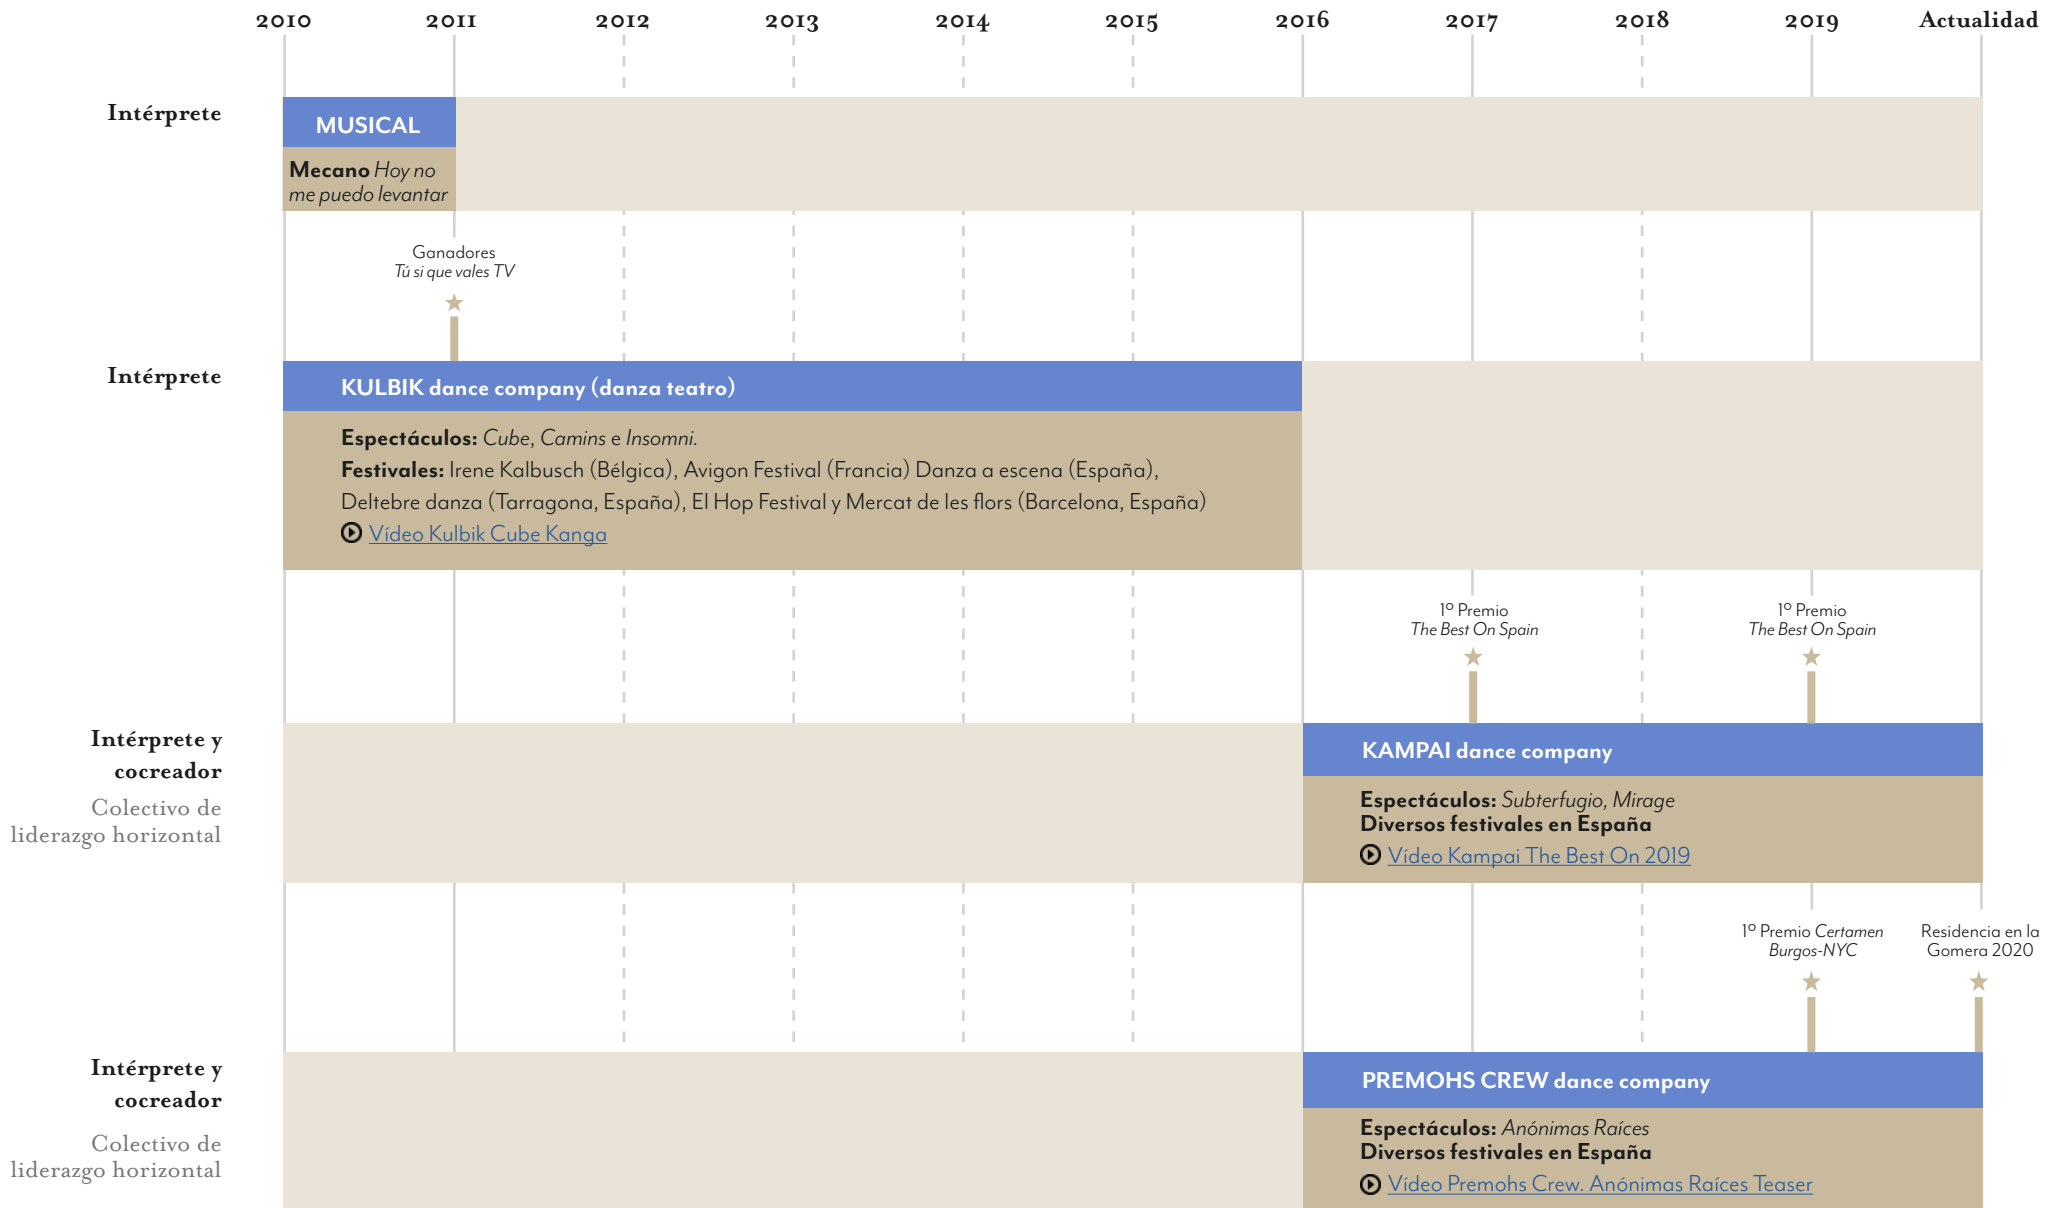 2010 2011 2012 2013 2014 2015 2016 2017 2018 2019 Actualidad
Intérprete
MUSICAL
Mecano Hoy no
me puedo levantar
Ganadores
Tú si que vales TV
Intérprete
KULBIK dance company (danza teatro)
Espectáculos: Cube, Camins e Insomni.
Festivales: Irene Kalbusch (Bélgica), Avigon Festival (Francia) Danza a escena (España),
Deltebre danza (Tarragona, España), El Hop Festival y Mercat de les flors (Barcelona, España)
Vídeo Kulbik Cube Kanga
1º Premio
The Best On Spain
1º Premio
The Best On Spain
Intérprete y
cocreador
Colectivo de
liderazgo horizontal
KAMPAI dance company
Espectáculos: Subterfugio, Mirage
Diversos festivales en España
Vídeo Kampai The Best On 2019
1º Premio Certamen
Burgos-NYC
Residencia en la
Gomera 2020
Intérprete y
cocreador
Colectivo de
liderazgo horizontal
PREMOHS CREW dance company
Espectáculos: Anónimas Raíces
Diversos festivales en España
Vídeo Premohs Crew. Anónimas Raíces Teaser